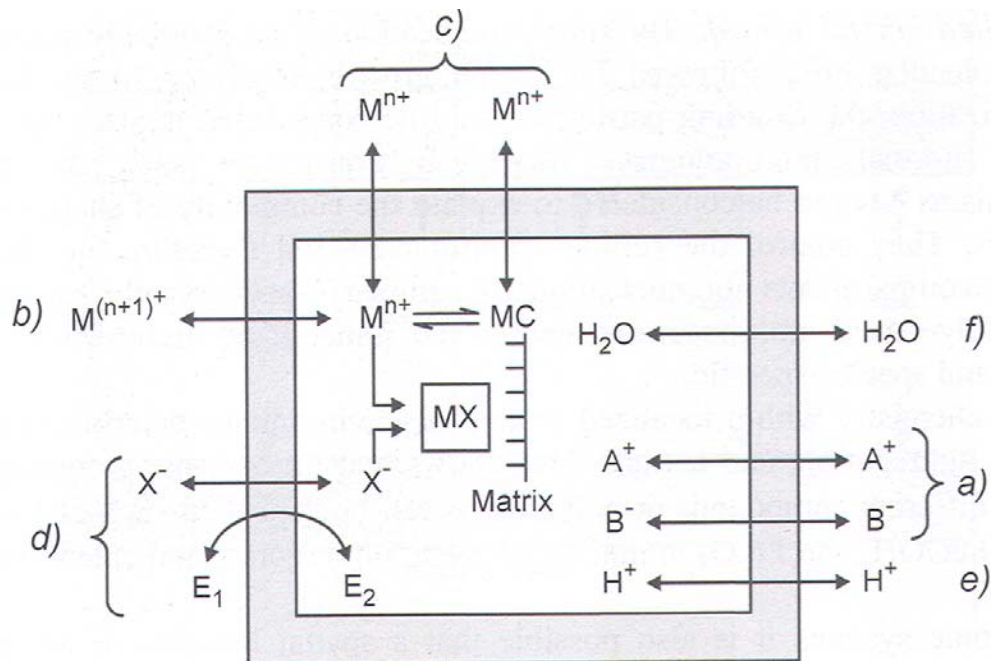 c)
Mⁿ⁺ Mⁿ⁺
b) M⁽ⁿ⁺¹⁾⁺ Mⁿ⁺ MC H₂O H₂O f)
MX
A⁺ A⁺
X⁻ X⁻ Matrix a)
d) B⁻ B⁻
E₁ E₂ H⁺ H⁺ e)